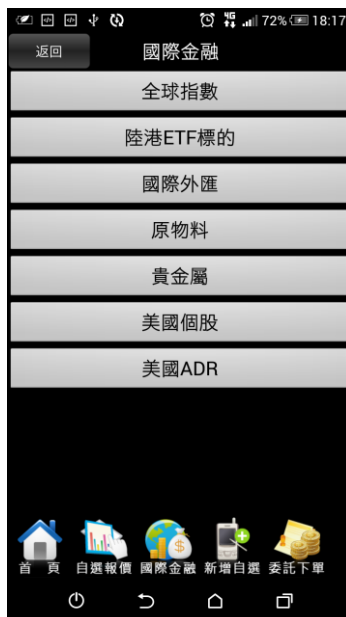 4G 72% 18:17
返回 國際金融
全球指數
陸港ETF標的
國際外匯
原物料
貴金屬
美國個股
美國ADR
首 頁 自選報價 國際金融 新增自選 委託下單